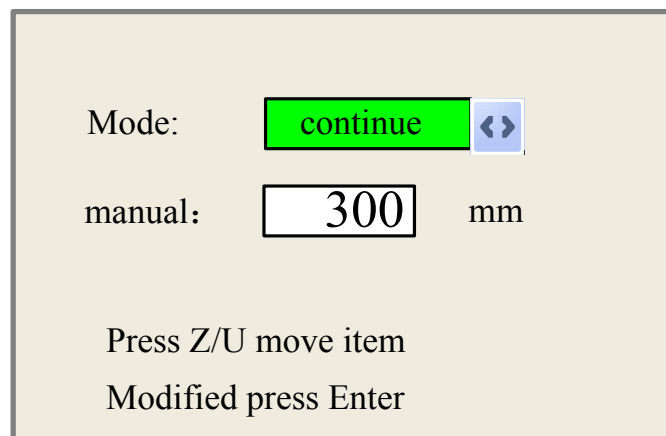 Mode: continue
manual： 300 mm
Press Z/U move item
Modified press Enter